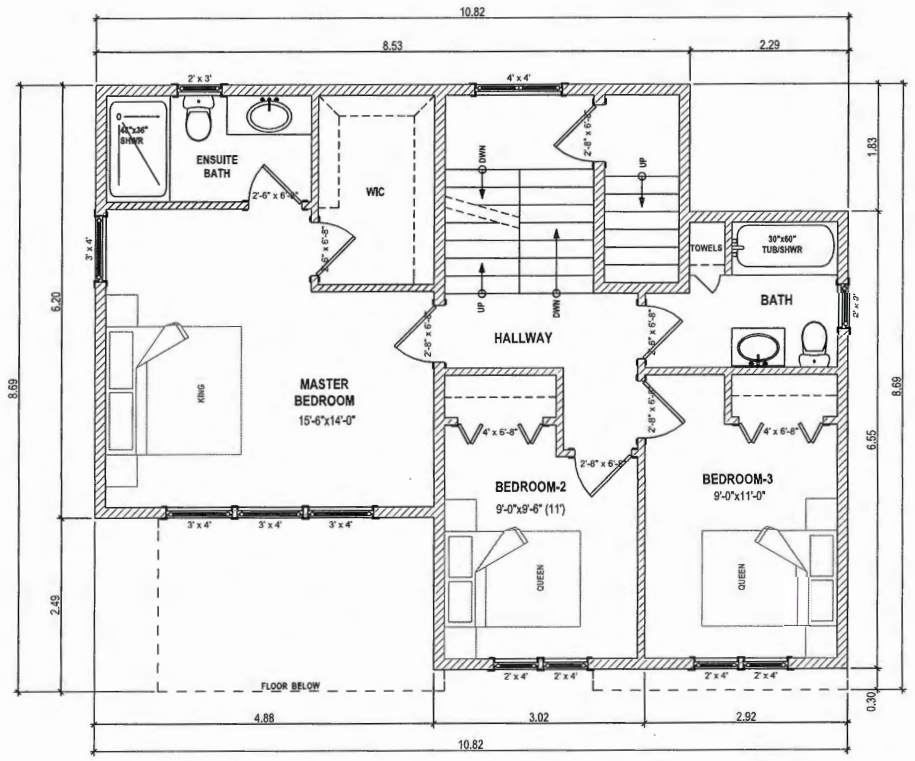 10.82
8.53
2.29
2' x 3'
4' x 4'
42"x36"
SHWR
ENSUITE
BATH
2'-6" x 6'-8"
WIC
2'-6" x 6'-8"
DWN
2'-8" x 6'-8"
UP
1.83
3' x 4'
TOWELS
30"x60"
TUB/SHWR
BATH
6.20
8.69
UP
DWN
HALLWAY
2'-8" x 6'-8"
2'-6" x 6'-8"
KING
MASTER
BEDROOM
15'-6"x14'-0"
2'-8" x 6'-8"
4' x 6'-8"
4' x 6'-8"
8.69
6.55
BEDROOM-2
9'-0"x9'-6" (11')
BEDROOM-3
9'-0"x11'-0"
3' x 4'
3' x 4'
3' x 4'
QUEEN
QUEEN
2.49
2' x 4'
2' x 4'
2' x 4'
2' x 4'
FLOOR BELOW
0.30
4.88
3.02
2.92
10.82